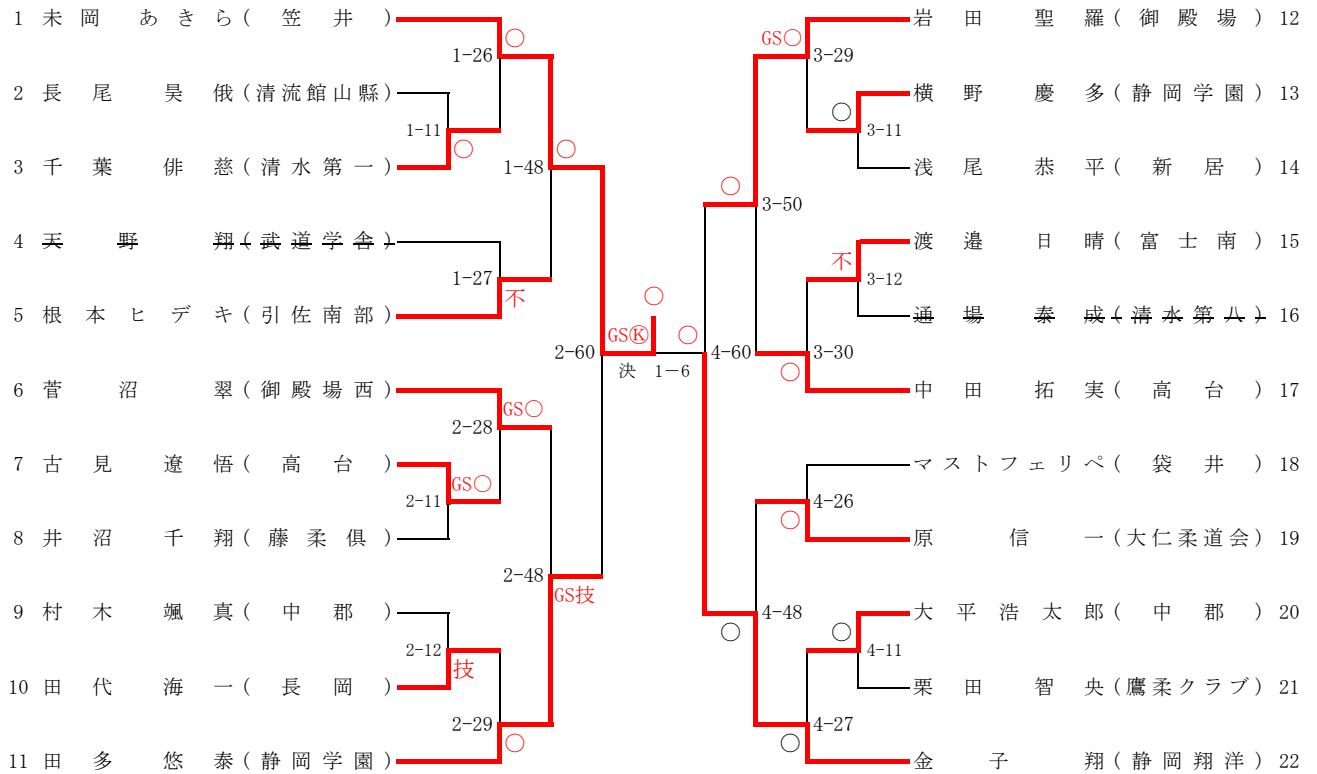 1 未岡 あきら(笠井)
2 長尾 昊俄(清流館山縣)
3 千葉 俳慈(清水第一)
4 天野 翔(武道学舎)
5 根本ヒデキ(引佐南部)
6 菅沼 翠(御殿場西)
7 古見 遼悟(高台)
8 井沼 千翔(藤柔倶)
9 村木 颯真(中郡)
10 田代 海一(長岡)
11 田多 悠泰(静岡学園)
1-26 ○
1-11 ○
1-48 ○
1-27 不
2-60 GSⓀ
2-28 GS○
2-11 GS○
2-48 GS技
2-12 技
2-29 ○
○
○
決 1-6
岩田 聖羅(御殿場) 12
横野 慶多(静岡学園) 13
浅尾 恭平(新居) 14
渡邉 日晴(富士南) 15
通場 泰成(清水第八) 16
中田 拓実(高台) 17
マストフェリペ(袋井) 18
原 信一(大仁柔道会) 19
大平浩太郎(中郡) 20
栗田 智央(鷹柔クラブ) 21
金子 翔(静岡翔洋) 22
GS○ 3-29
○ 3-11
○ 3-50
不 3-12
4-60
○ 3-30
○ 4-26
○ 4-48
○ 4-11
○ 4-27